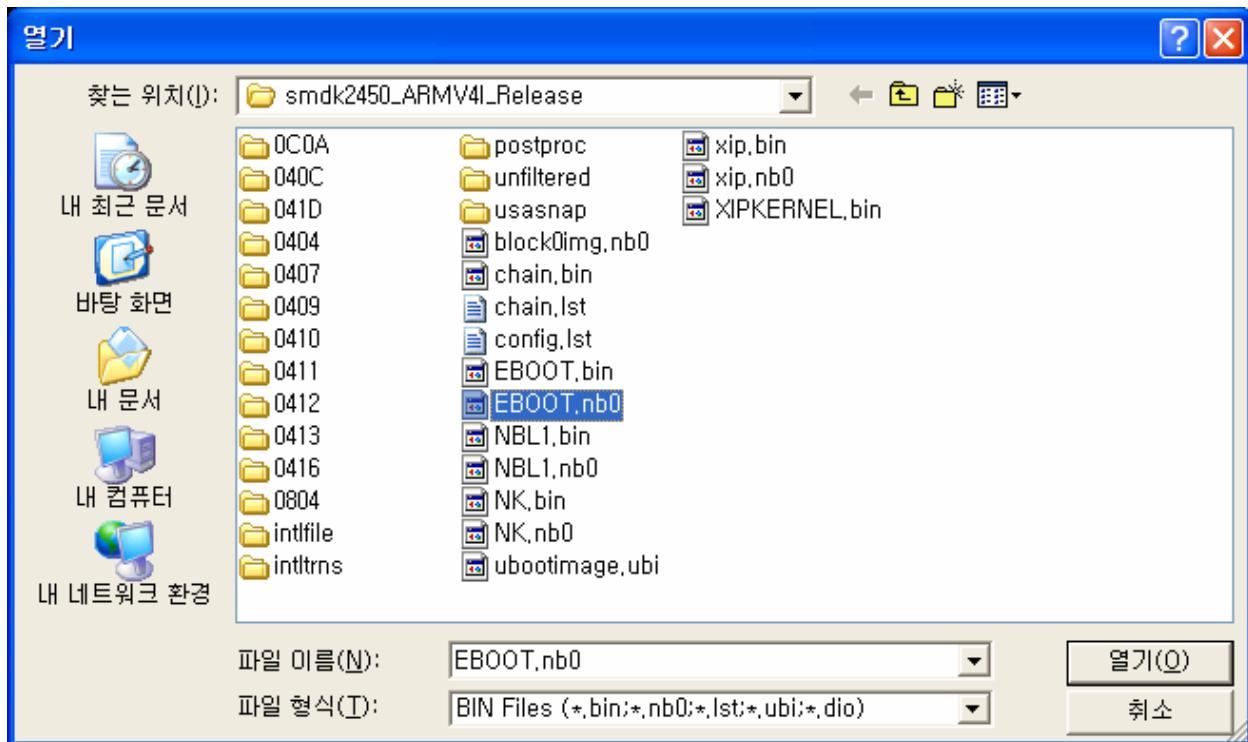 열기
찾는 위치(I):
smdk2450_ARMV4I_Release
내 최근 문서
바탕 화면
내 문서
내 컴퓨터
내 네트워크 환경
0C0A
040C
041D
0404
0407
0409
0410
0411
0412
0413
0416
0804
intlfile
intltrns
postproc
unfiltered
usasnap
block0img.nb0
chain.bin
chain.lst
config.lst
EBOOT.bin
EBOOT.nb0
NBL1.bin
NBL1.nb0
NK.bin
NK.nb0
ubootimage.ubi
xip.bin
xip.nb0
XIPKERNEL.bin
파일 이름(N):
EBOOT.nb0
열기(O)
파일 형식(T):
BIN Files (*.bin;*.nb0;*.lst;*.ubi;*.dio)
취소